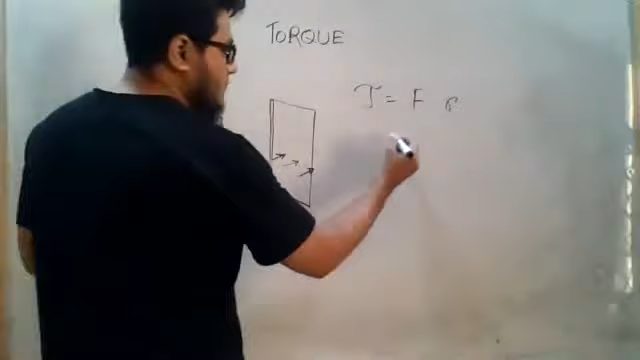 TORQUE
τ = F r